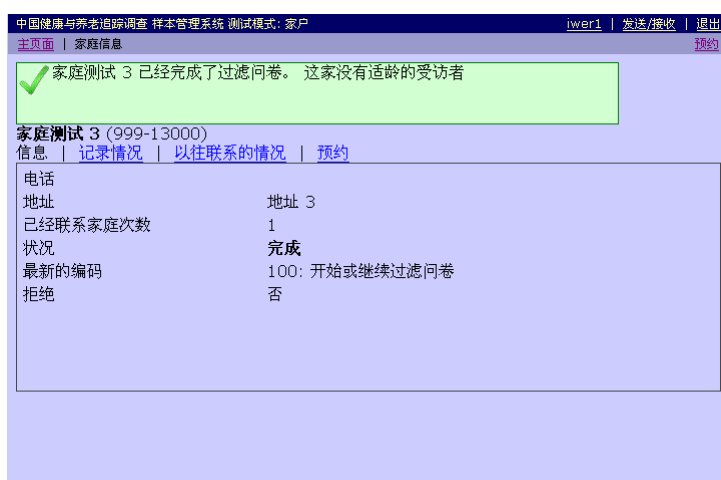 中国健康与养老追踪调查 样本管理系统 测试模式: 家户 iwer1 | 发送/接收 | 退出
主页面 | 家庭信息 预约
家庭测试 3 已经完成了过滤问卷。 这家没有适龄的受访者
家庭测试 3 (999-13000)
信息 | 记录情况 | 以往联系的情况 | 预约
电话
地址 地址 3
已经联系家庭次数 1
状况 完成
最新的编码 100: 开始或继续过滤问卷
拒绝 否